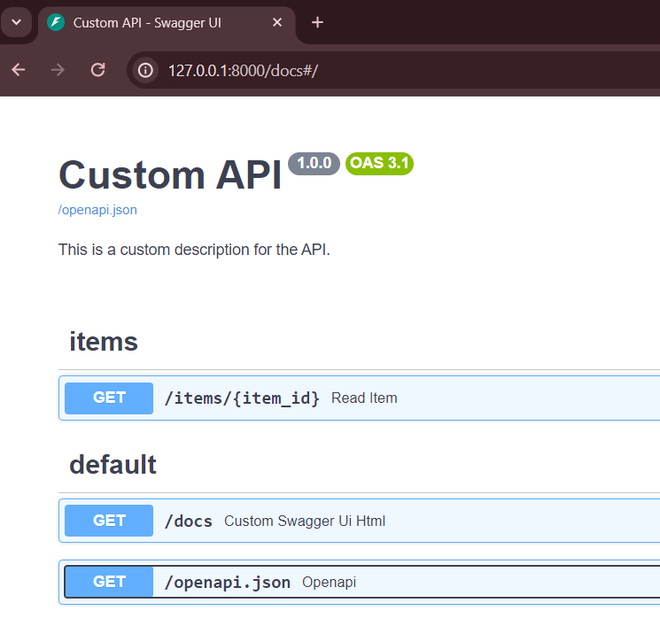 Custom API - Swagger UI
127.0.0.1:8000/docs#/
Custom API 1.0.0 OAS 3.1
/openapi.json
This is a custom description for the API.
items
GET /items/{item_id} Read Item
default
GET /docs Custom Swagger Ui Html
GET /openapi.json Openapi